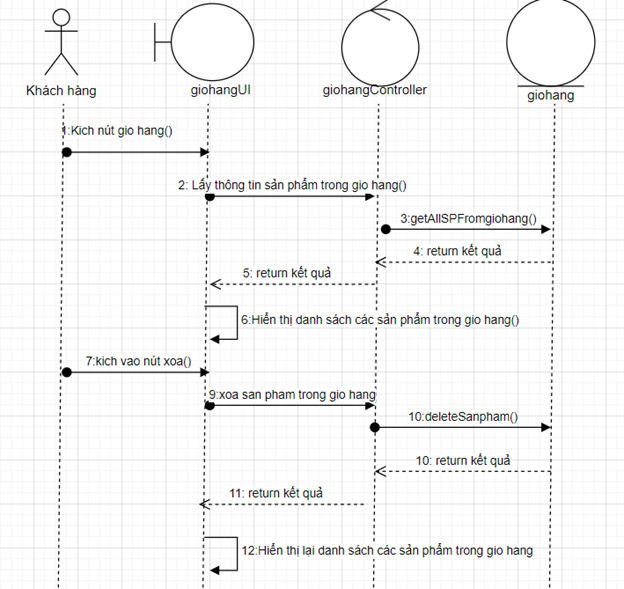 Khách hàng
giohangUI
giohangController
giohang
1:Kich nút gio hang()
2: Lấy thông tin sản phẩm trong gio hang()
3:getAllSPFromgiohang()
4: return kết quả
5: return kết quả
6:Hiển thị danh sách các sản phẩm trong gio hang()
7:kich vao nút xoa()
9:xoa san pham trong gio hang
10:deleteSanpham()
10: return kết quả
11: return kết quả
12:Hiển thị lại danh sách các sản phẩm trong gio hang